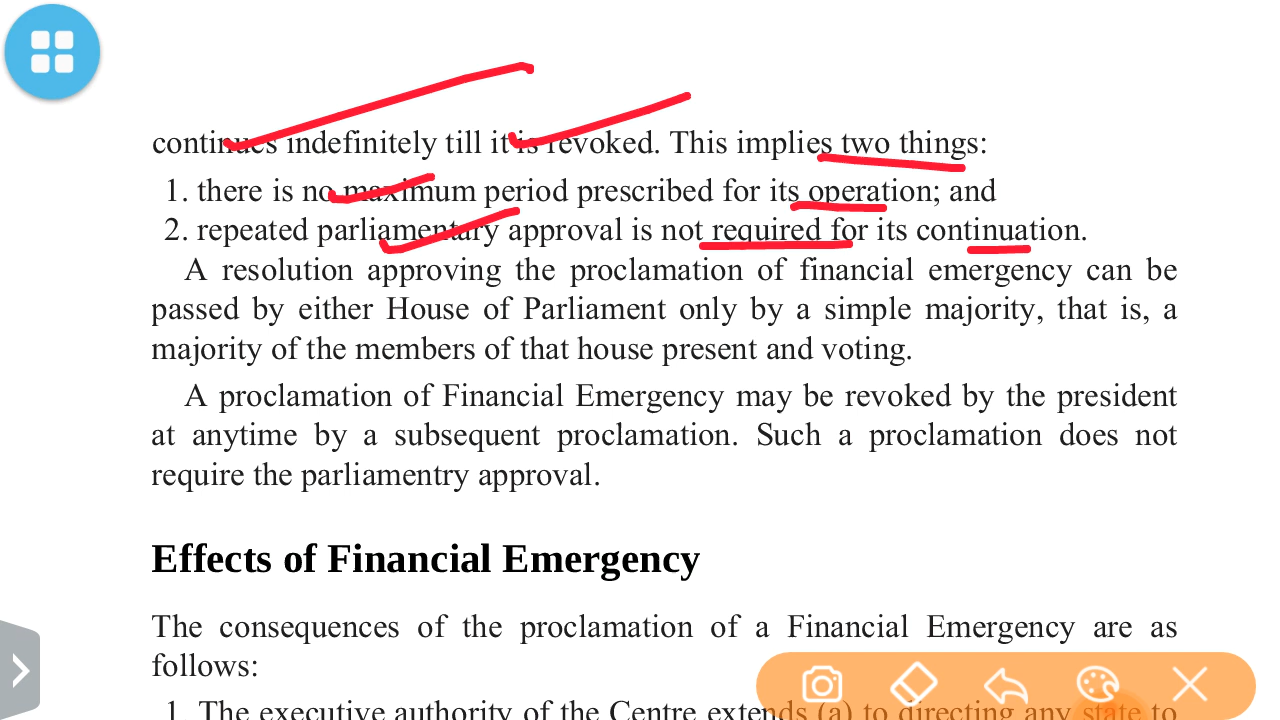 continues indefinitely till it is revoked. This implies two things:
1. there is no maximum period prescribed for its operation; and
2. repeated parliamentary approval is not required for its continuation.
A resolution approving the proclamation of financial emergency can be
passed by either House of Parliament only by a simple majority, that is, a
majority of the members of that house present and voting.
A proclamation of Financial Emergency may be revoked by the president
at anytime by a subsequent proclamation. Such a proclamation does not
require the parliamentry approval.
Effects of Financial Emergency
The consequences of the proclamation of a Financial Emergency are as
follows:
1. The executive authority of the Centre extends (a) to directing any state to